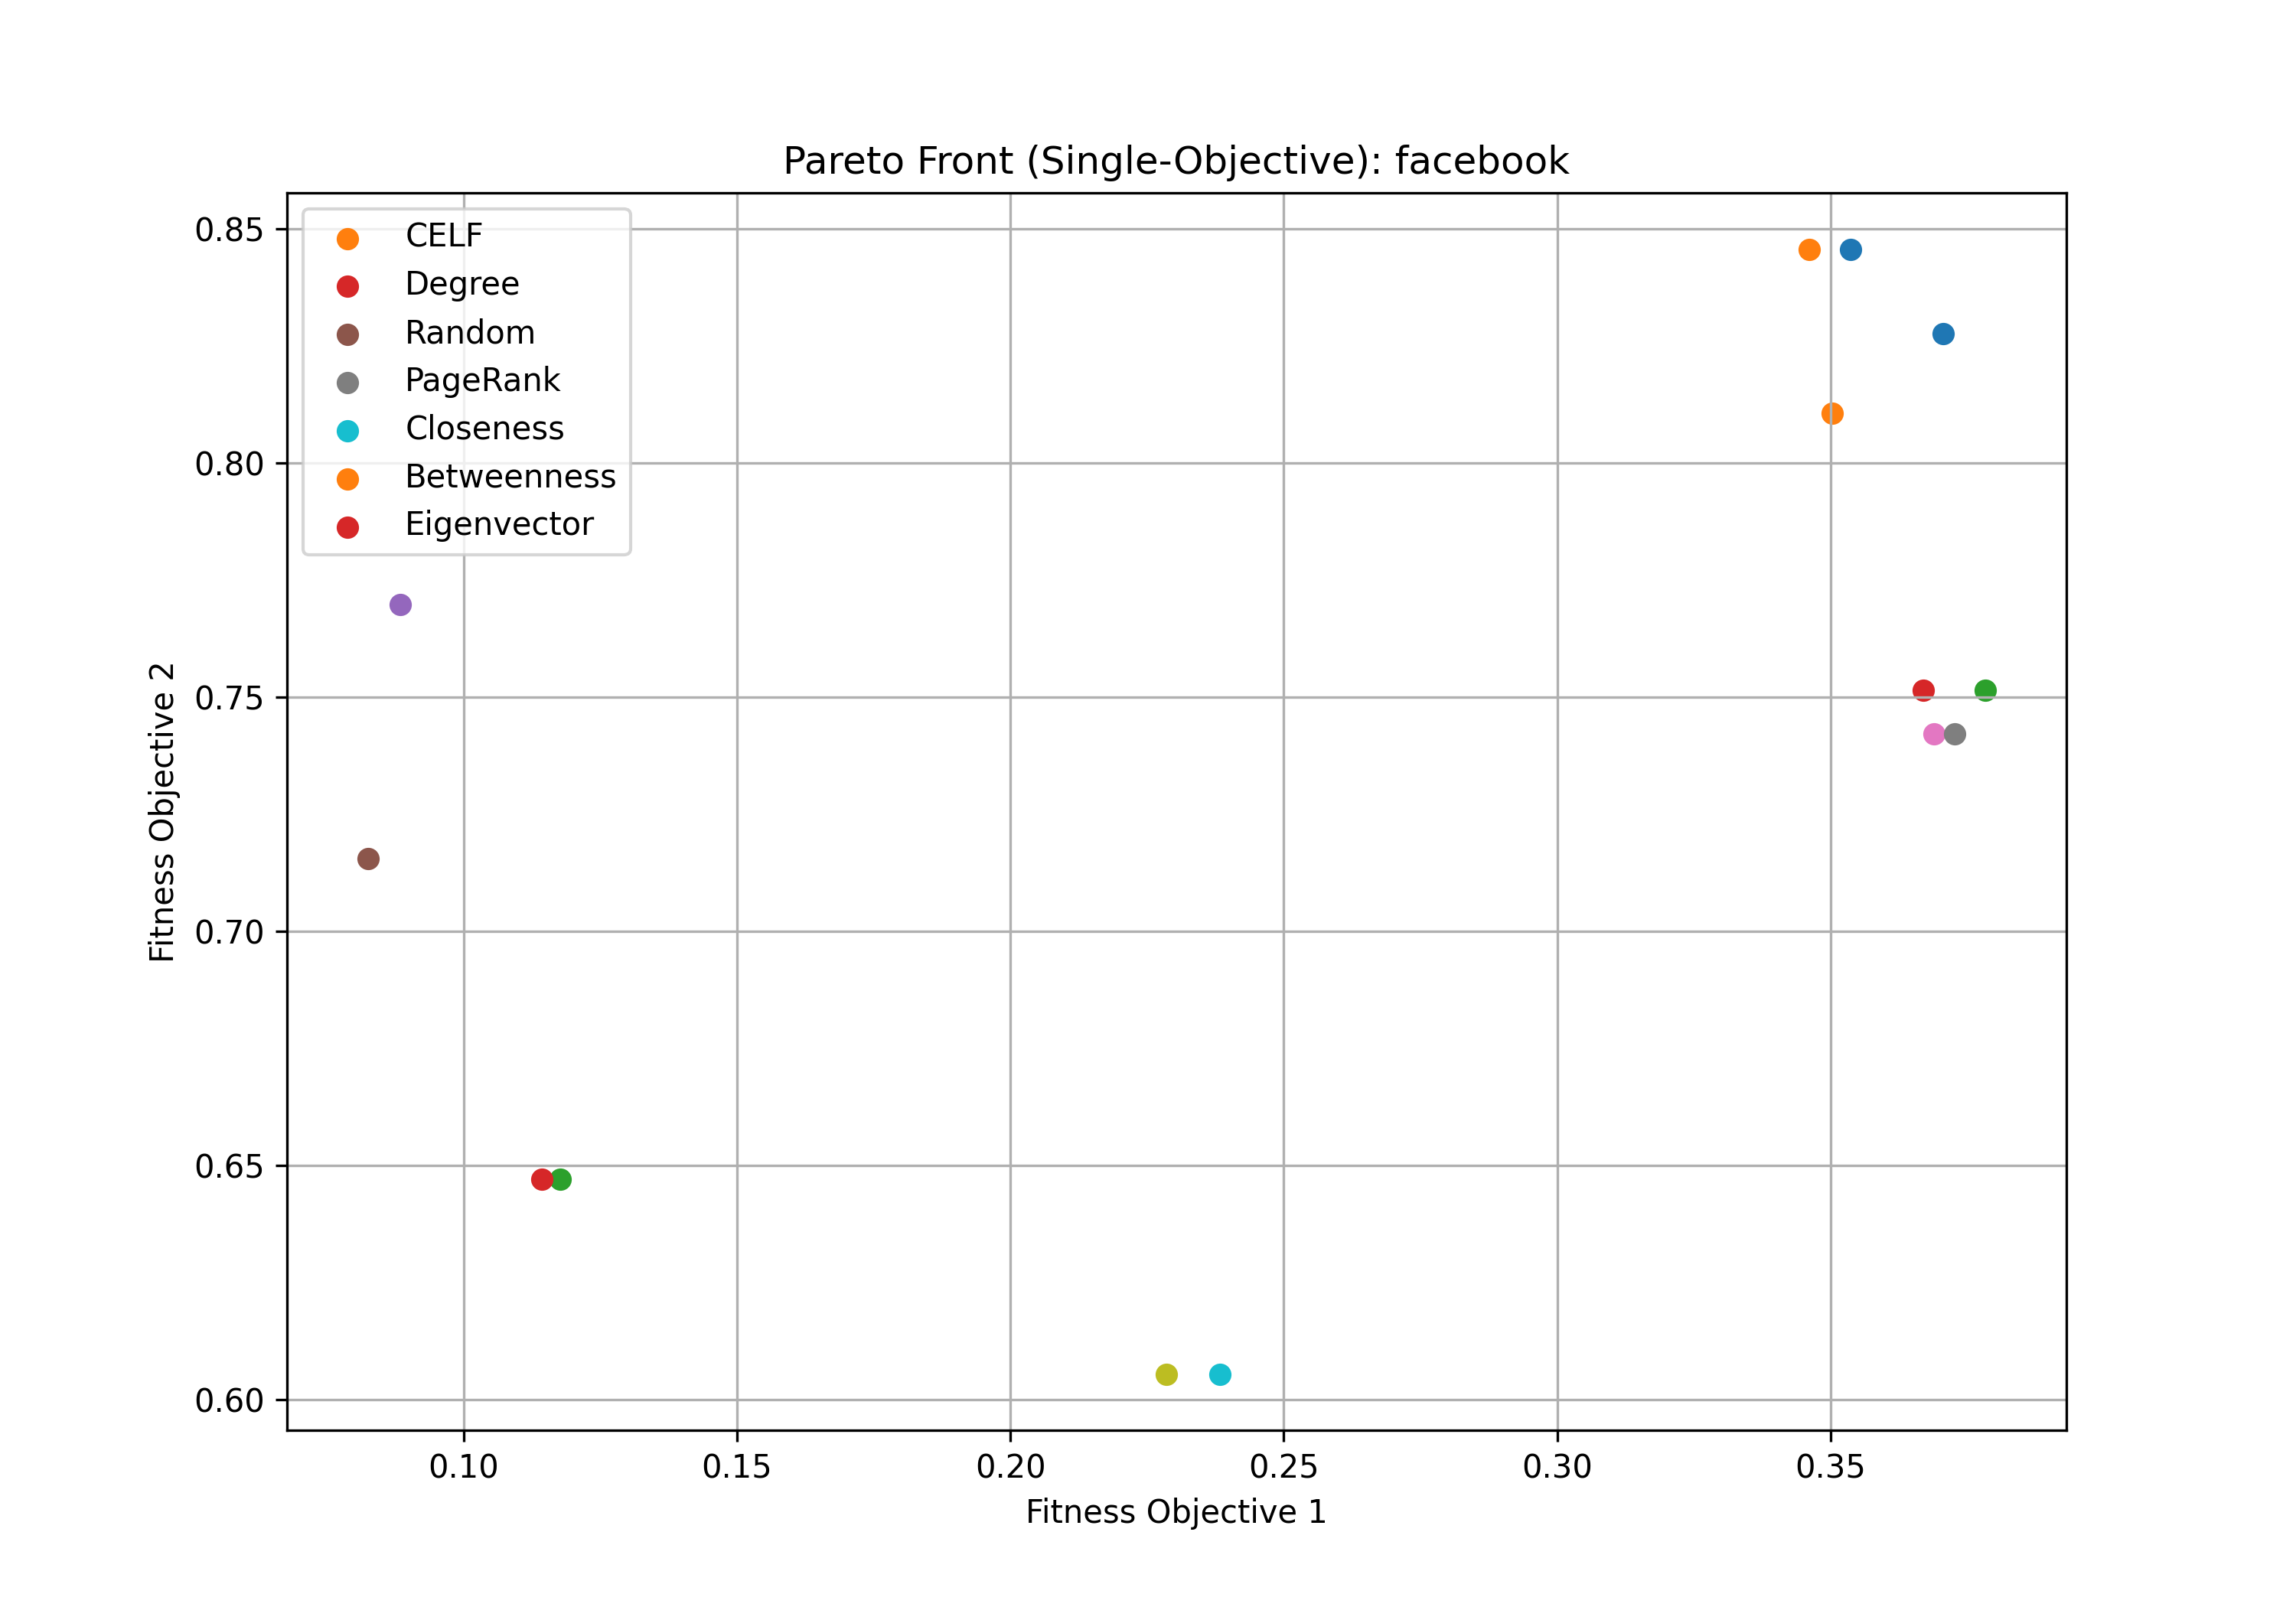 Pareto Front (Single-Objective): facebook
CELF
Degree
Random
PageRank
Closeness
Betweenness
Eigenvector
0.85
0.80
0.75
0.70
0.65
0.60
Fitness Objective 2
0.10 0.15 0.20 0.25 0.30 0.35
Fitness Objective 1